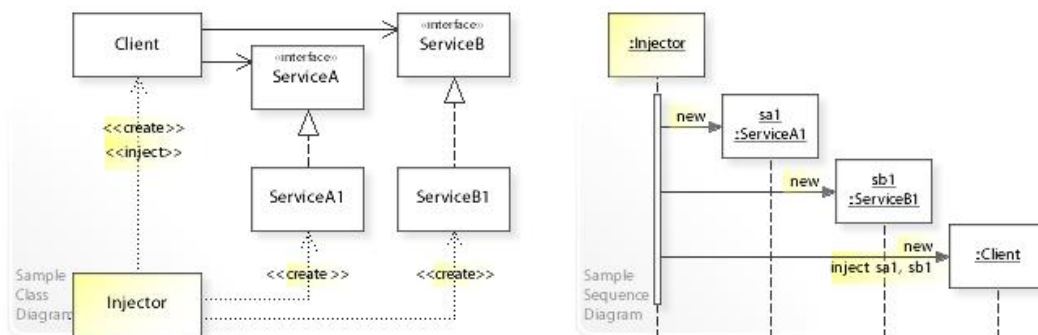 Client
«interface»
ServiceB
«interface»
ServiceA
<<create>>
<<inject>>
ServiceA1
ServiceB1
<<create >>
<<create>>
Sample
Class
Diagram
Injector
:Injector
new
sa1
:ServiceA1
new
sb1
:ServiceB1
new
inject sa1, sb1
:Client
Sample
Sequence
Diagram